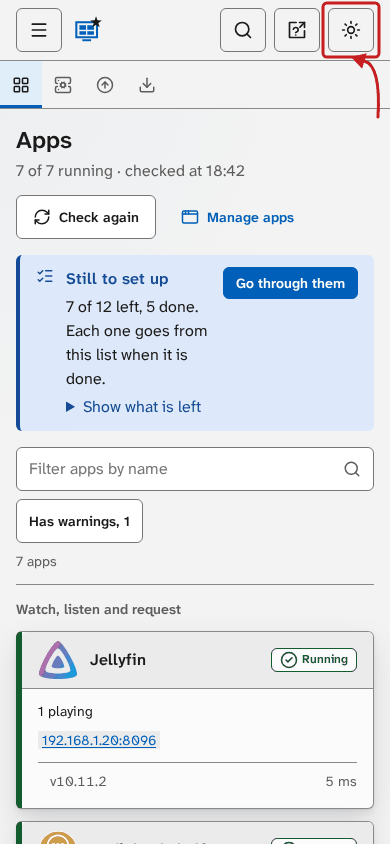 Apps
7 of 7 running · checked at 18:42
Check again
Manage apps
Still to set up
Go through them
7 of 12 left, 5 done.
Each one goes from
this list when it is
done.
Show what is left
Filter apps by name
Has warnings, 1
7 apps
Watch, listen and request
Jellyfin
Running
1 playing
192.168.1.20:8096
v10.11.2
5 ms